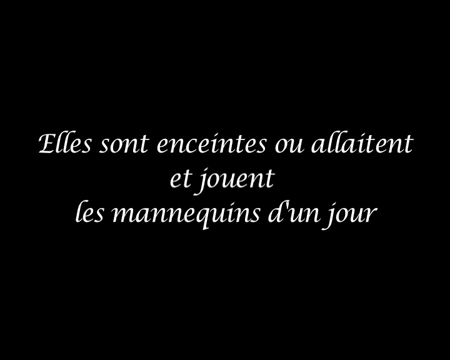 Elles sont enceintes ou allaitent
et jouent
les mannequins d'un jour